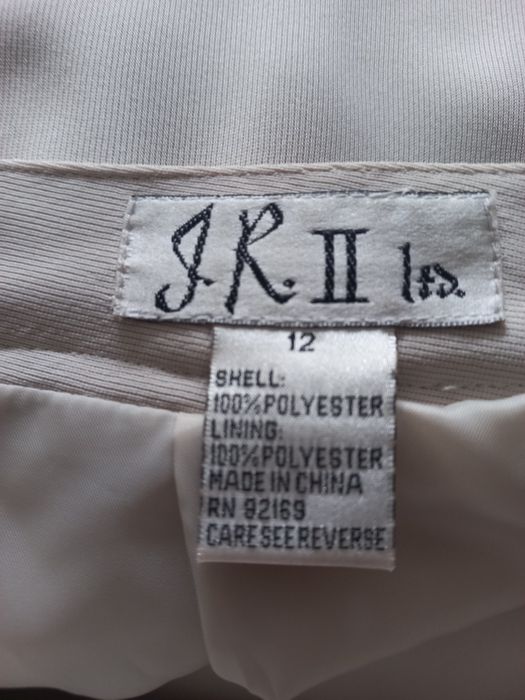 J.R. II ltd.
12
SHELL:
100%POLYESTER
LINING:
100%POLYESTER
MADE IN CHINA
RN 92169
CARE SEE REVERSE